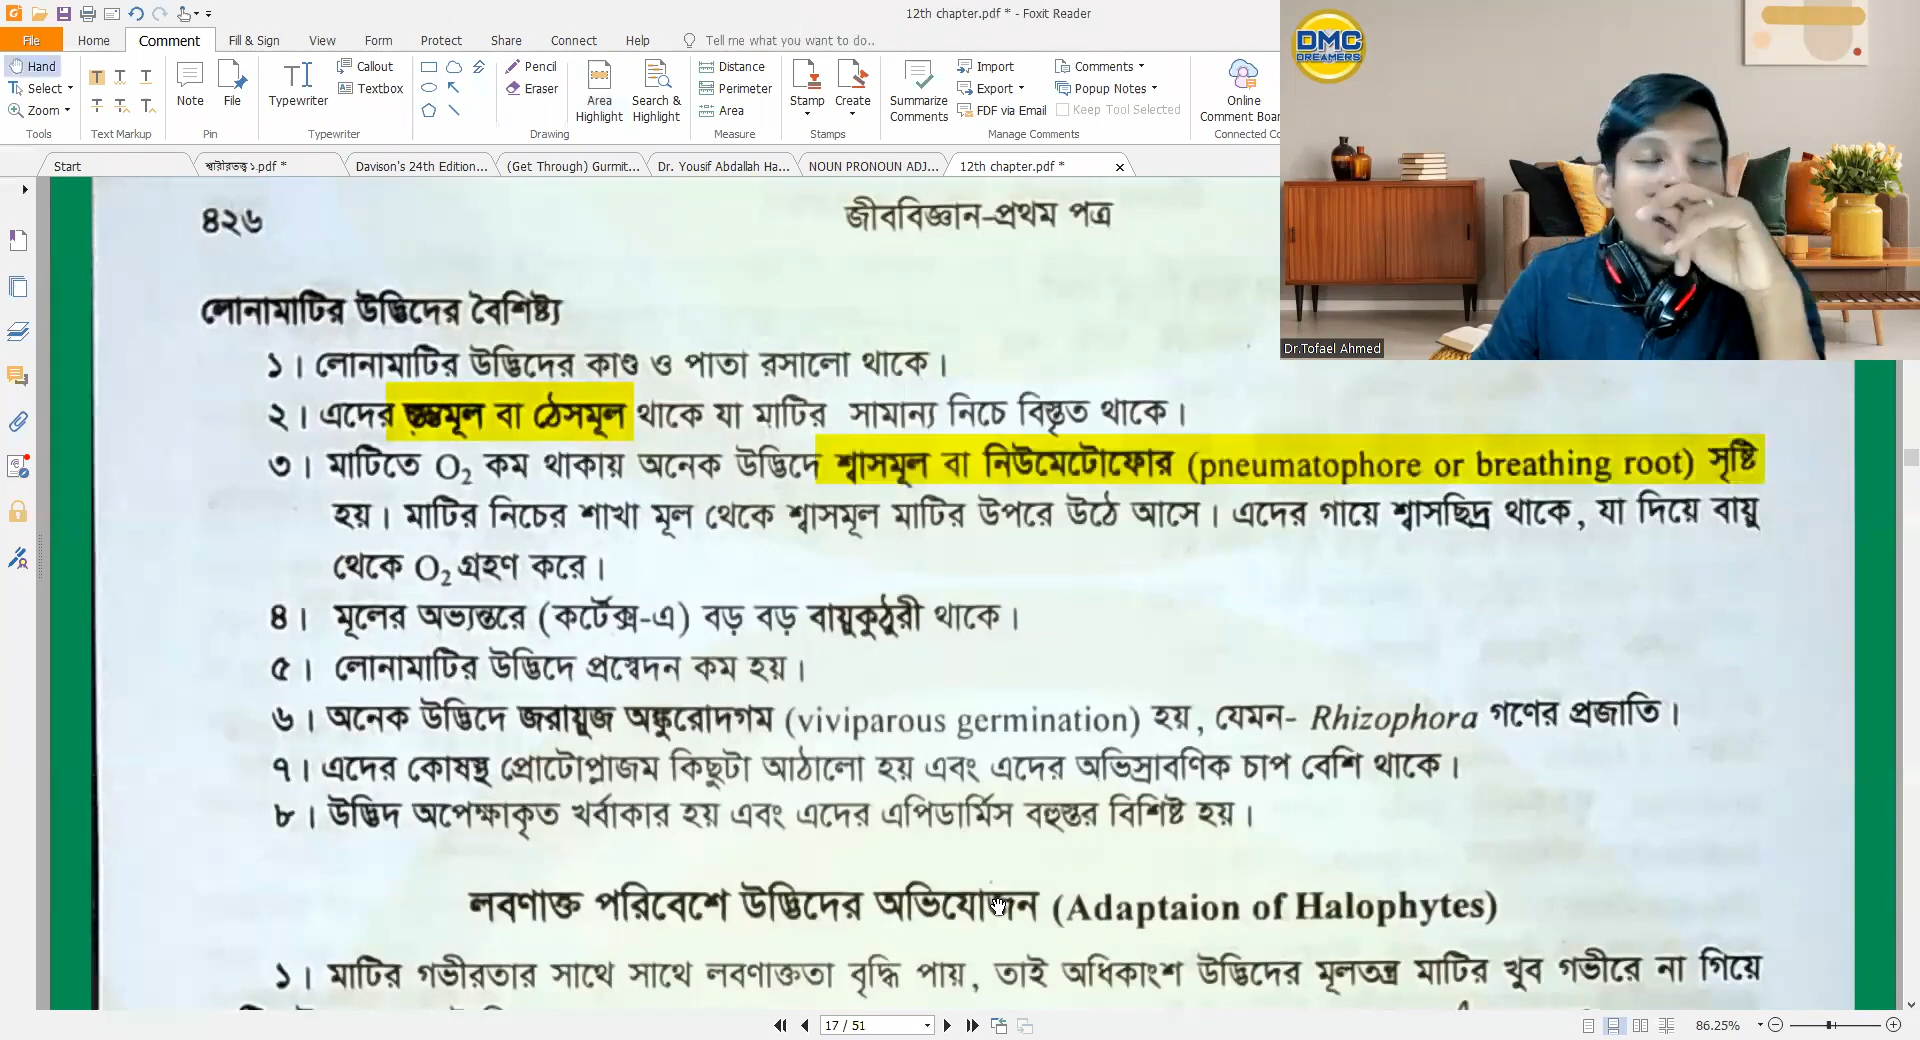 12th chapter.pdf * - Foxit Reader
File Home Comment Fill & Sign View Form Protect Share Connect Help Tell me what you want to do..
Hand
Select
Zoom
Tools
Text Markup
Note
File
Pin
Typewriter
Callout
Textbox
Typewriter
Pencil
Eraser
Area Highlight
Search & Highlight
Drawing
Distance
Perimeter
Area
Measure
Stamp
Create
Stamps
Summarize Comments
Import
Export
FDF via Email
Comments
Popup Notes
Keep Tool Selected
Manage Comments
Online Comment Boar
Connected Co
Start
শ্বারীরতত্ত্ব ১.pdf *
Davison's 24th Edition...
(Get Through) Gurmit...
Dr. Yousif Abdallah Ha...
NOUN PRONOUN ADJ...
12th chapter.pdf *
DMC
DREAMERS
Dr.Tofael Ahmed
৪২৬ জীববিজ্ঞান-প্রথম পত্র
লোনামাটির উদ্ভিদের বৈশিষ্ট্য
১। লোনামাটির উদ্ভিদের কাণ্ড ও পাতা রসালো থাকে।
২। এদের স্তম্ভমূল বা ঠেসমূল থাকে যা মাটির সামান্য নিচে বিস্তৃত থাকে।
৩। মাটিতে O₂ কম থাকায় অনেক উদ্ভিদে শ্বাসমূল বা নিউমেটোফোর (pneumatophore or breathing root) সৃষ্টি
হয়। মাটির নিচের শাখা মূল থেকে শ্বাসমূল মাটির উপরে উঠে আসে। এদের গায়ে শ্বাসছিদ্র থাকে, যা দিয়ে বায়ু
থেকে O₂ গ্রহণ করে।
৪। মূলের অভ্যন্তরে (কর্টেক্স-এ) বড় বড় বায়ুকুঠুরী থাকে।
৫। লোনামাটির উদ্ভিদে প্রস্বেদন কম হয়।
৬। অনেক উদ্ভিদে জরায়ুজ অঙ্কুরোদগম (viviparous germination) হয়, যেমন- Rhizophora গণের প্রজাতি।
৭। এদের কোষস্থ প্রোটোপ্লাজম কিছুটা আঠালো হয় এবং এদের অভিস্রাবণিক চাপ বেশি থাকে।
৮। উদ্ভিদ অপেক্ষাকৃত খর্বাকার হয় এবং এদের এপিডার্মিস বহুস্তর বিশিষ্ট হয়।
লবণাক্ত পরিবেশে উদ্ভিদের অভিযোজন (Adaptaion of Halophytes)
১। মাটির গভীরতার সাথে সাথে লবণাক্ততা বৃদ্ধি পায়, তাই অধিকাংশ উদ্ভিদের মূলতন্ত্র মাটির খুব গভীরে না গিয়ে
17 / 51
86.25%